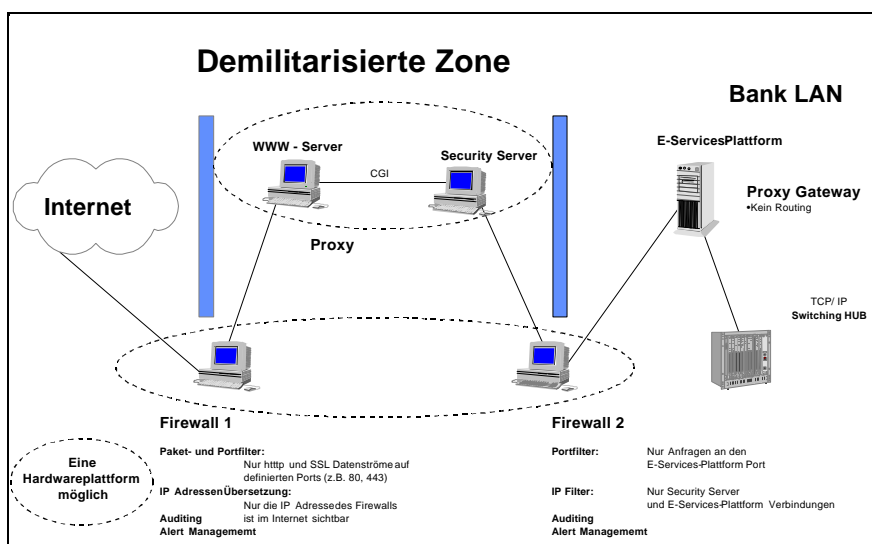 Demilitarisierte Zone
Bank LAN
WWW - Server
Security Server
CGI
Proxy
Internet
E-ServicesPlattform
Proxy Gateway
•Kein Routing
TCP/ IP
Switching HUB
Firewall 1
Paket- und Portfilter:
Nur htttp und SSL Datenströme auf
definierten Ports (z.B. 80, 443)
IP AdressenÜbersetzung:
Nur die IP Adressedes Firewalls
ist im Internet sichtbar
Auditing
Alert Managememt
Firewall 2
Portfilter:
Nur Anfragen an den
E-Services-Plattform Port
IP Filter:
Nur Security Server
und E-Services-Plattform Verbindungen
Auditing
Alert Managememt
Eine
Hardwareplattform
möglich